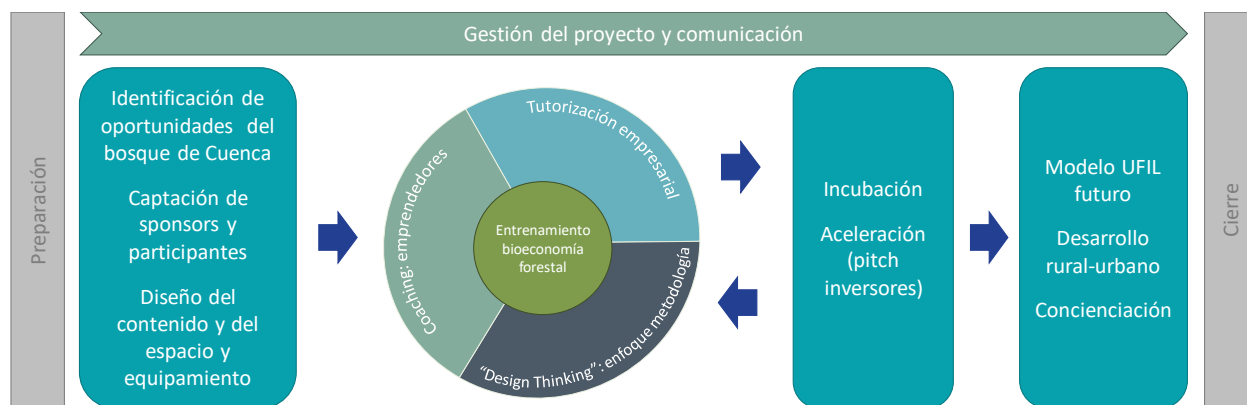 Gestión del proyecto y comunicación
Preparación
Identificación de
oportunidades del
bosque de Cuenca
Captación de
sponsors y
participantes
Diseño del
contenido y del
espacio y
equipamiento
Coaching: emprendedores
Tutorización empresarial
"Design Thinking": enfoque metodología
Entrenamiento
bioeconomía
forestal
Incubación
Aceleración
(pitch
inversores)
Modelo UFIL
futuro
Desarrollo
rural-urbano
Concienciación
Cierre